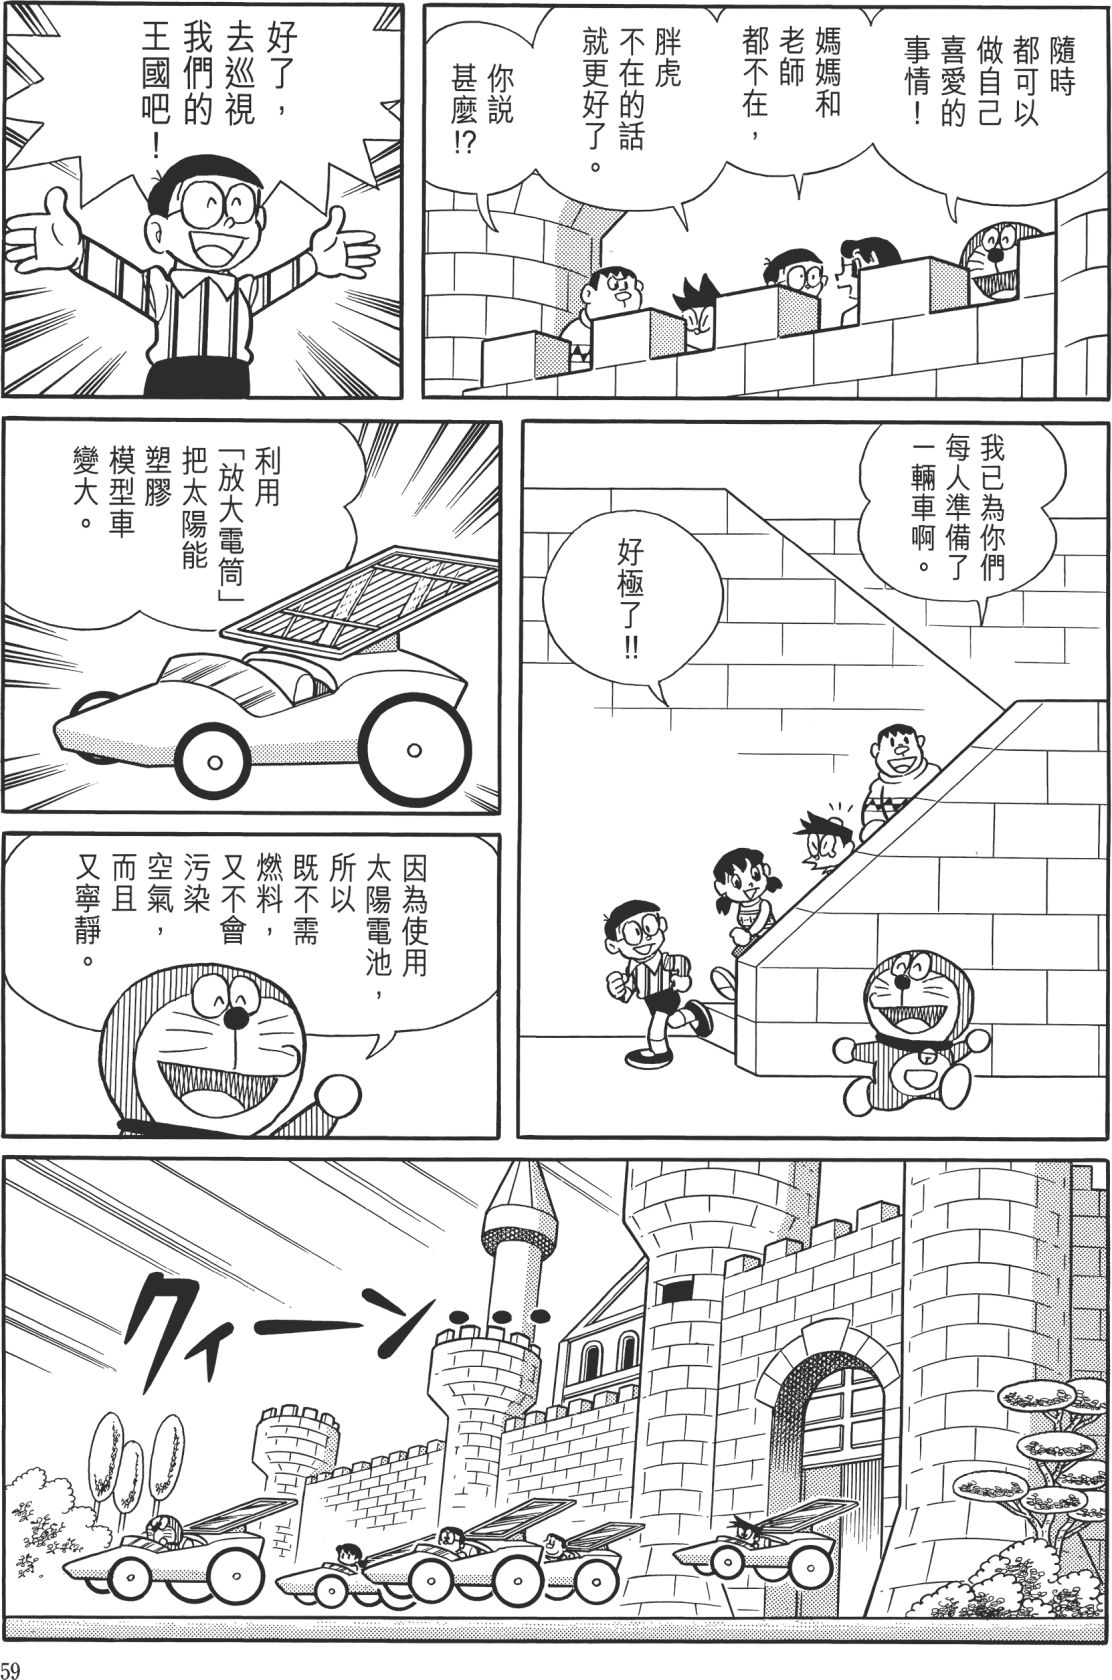 隨時
都可以
做自己
喜愛的
事情！
媽媽和
老師
都不在，
胖虎
不在的話
就更好了。
你説
甚麼!?
好了，
去巡視
我們的
王國吧！
我已為你們
每人準備了
一輛車啊。
好極了!!
利用
「放大電筒」
把太陽能
塑膠
模型車
變大。
因為使用
太陽電池，
所以
既不需
燃料，
又不會
污染
空氣，
而且
又寧靜。
クィーン
59